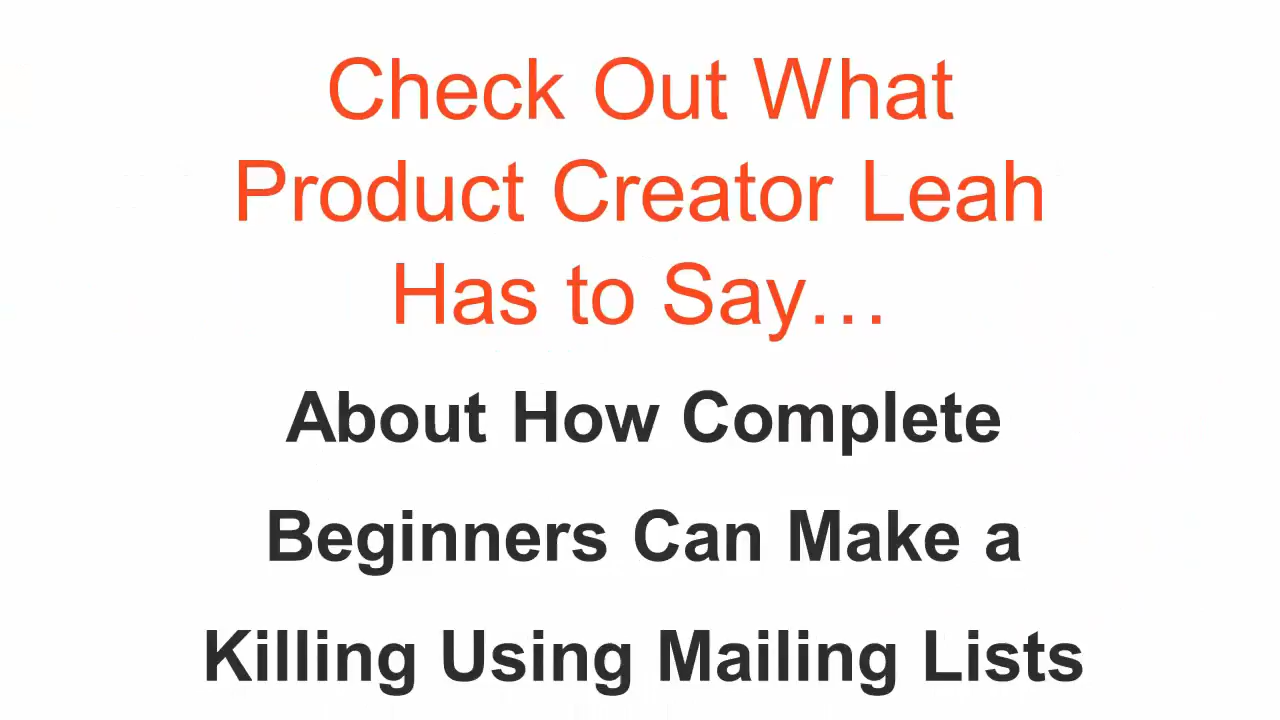 Check Out What
Product Creator Leah
Has to Say…
About How Complete
Beginners Can Make a
Killing Using Mailing Lists